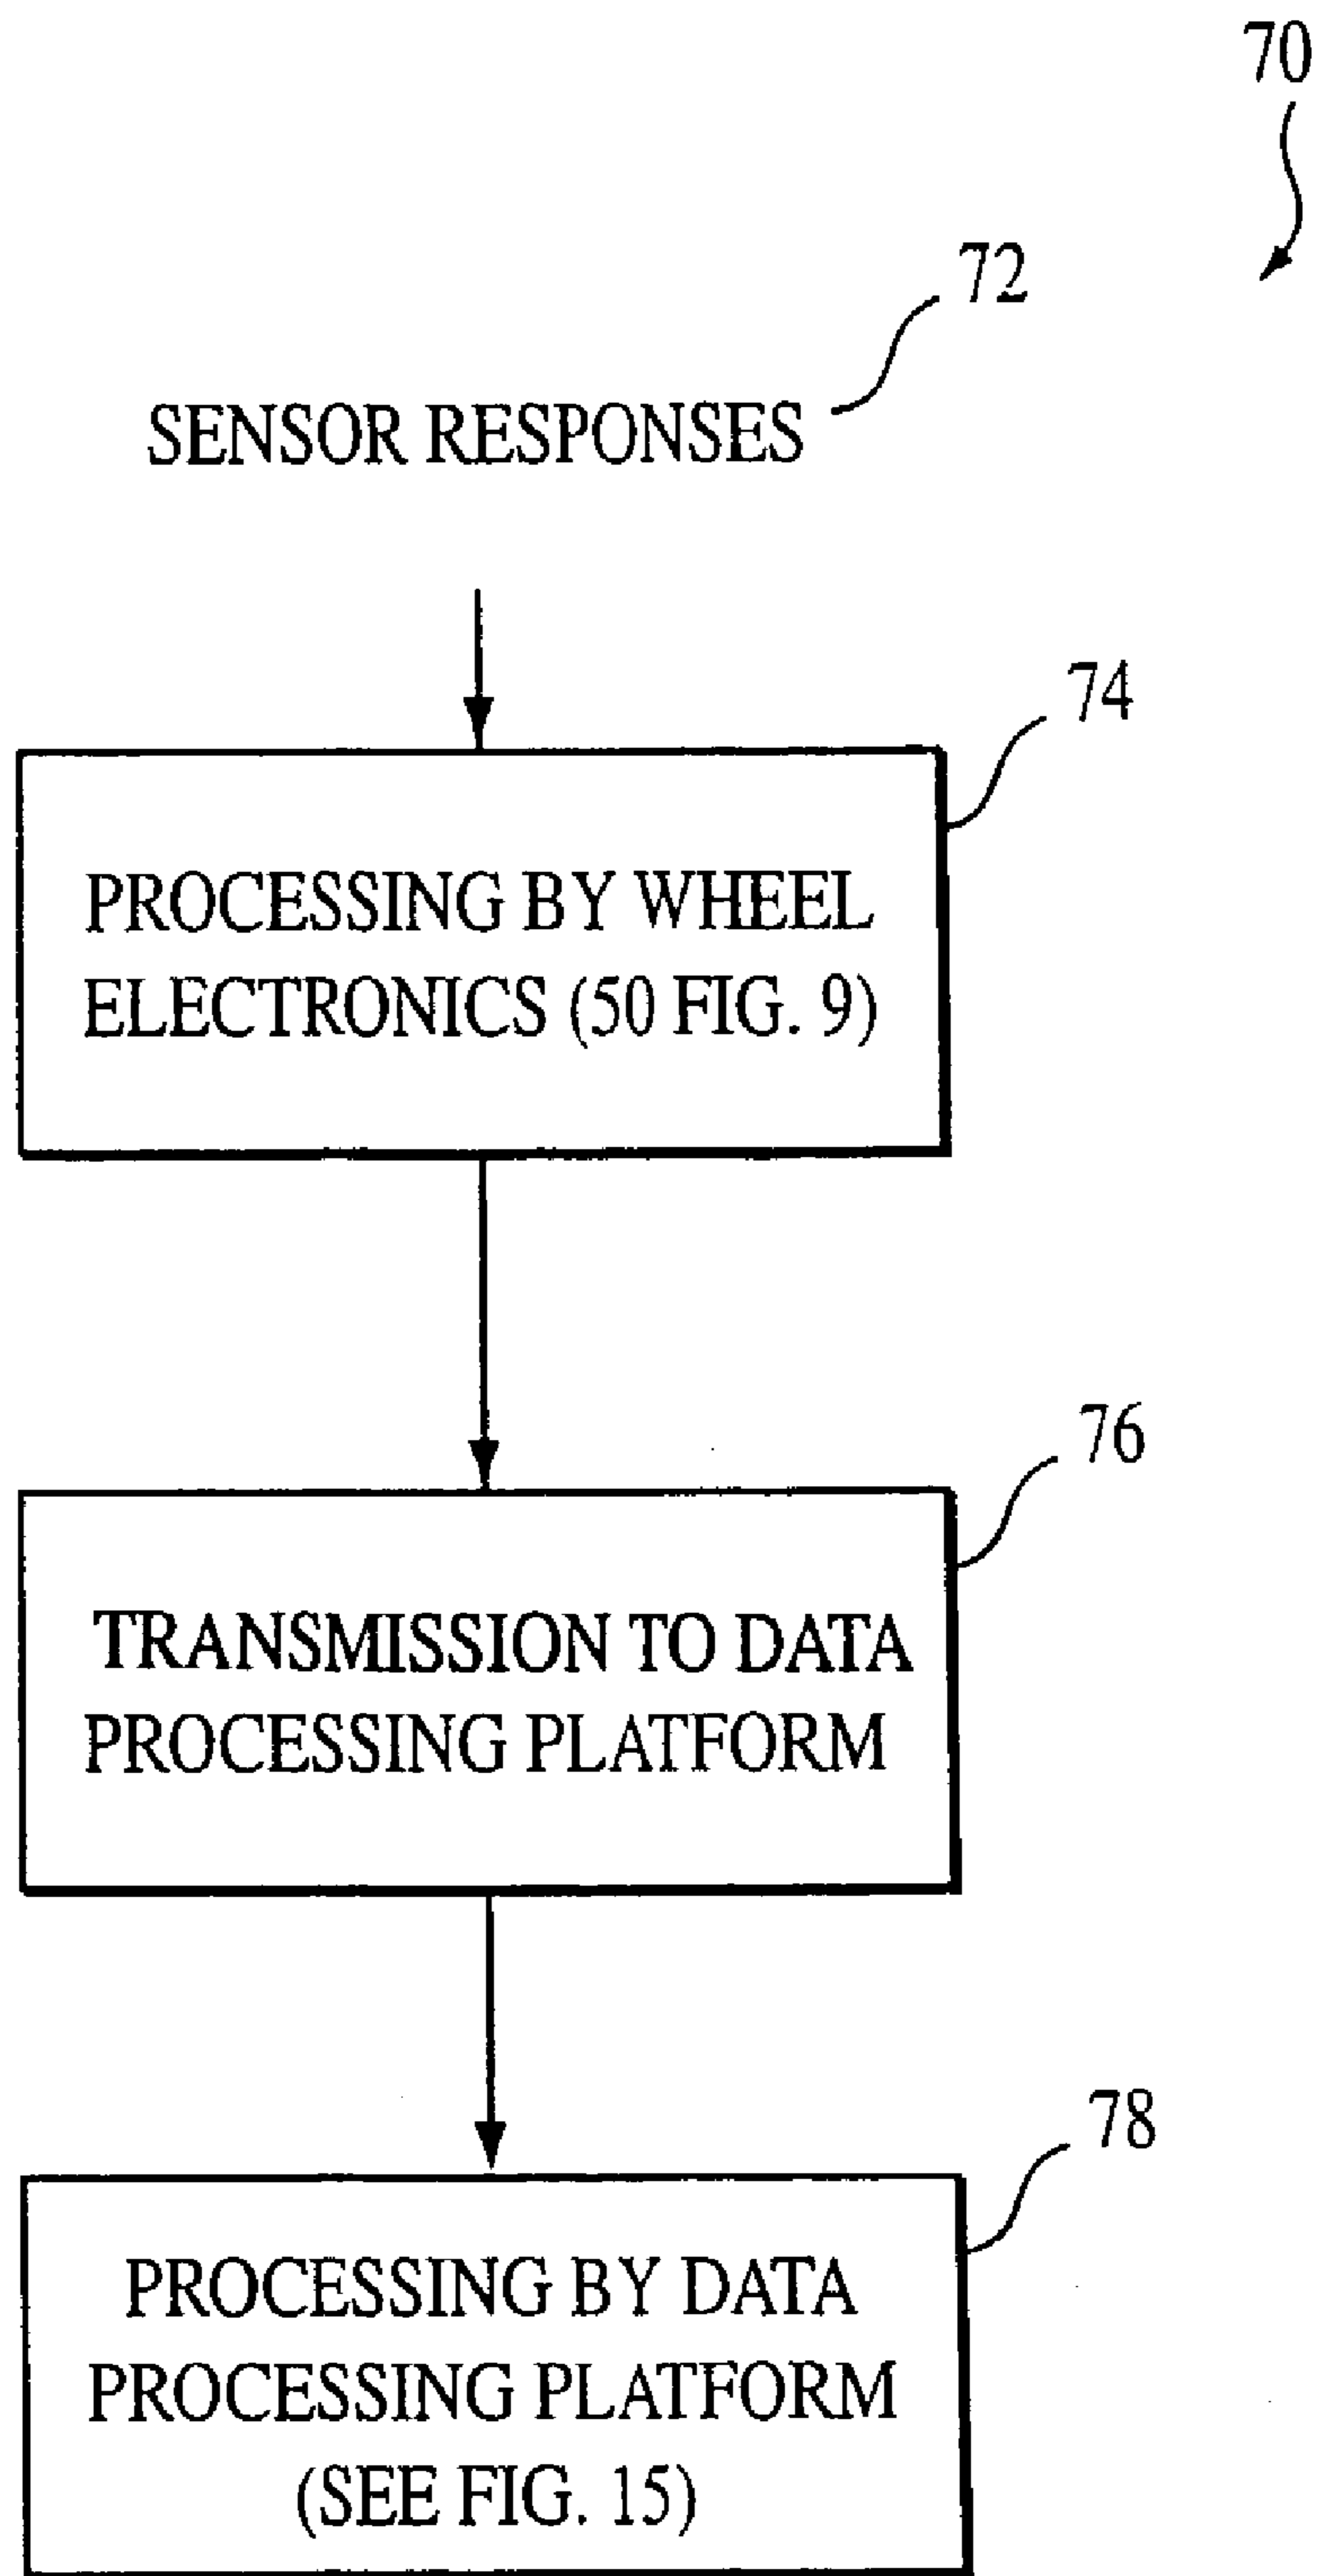 70
72
SENSOR RESPONSES
74
PROCESSING BY WHEEL
ELECTRONICS (50 FIG. 9)
76
TRANSMISSION TO DATA
PROCESSING PLATFORM
78
PROCESSING BY DATA
PROCESSING PLATFORM
(SEE FIG. 15)